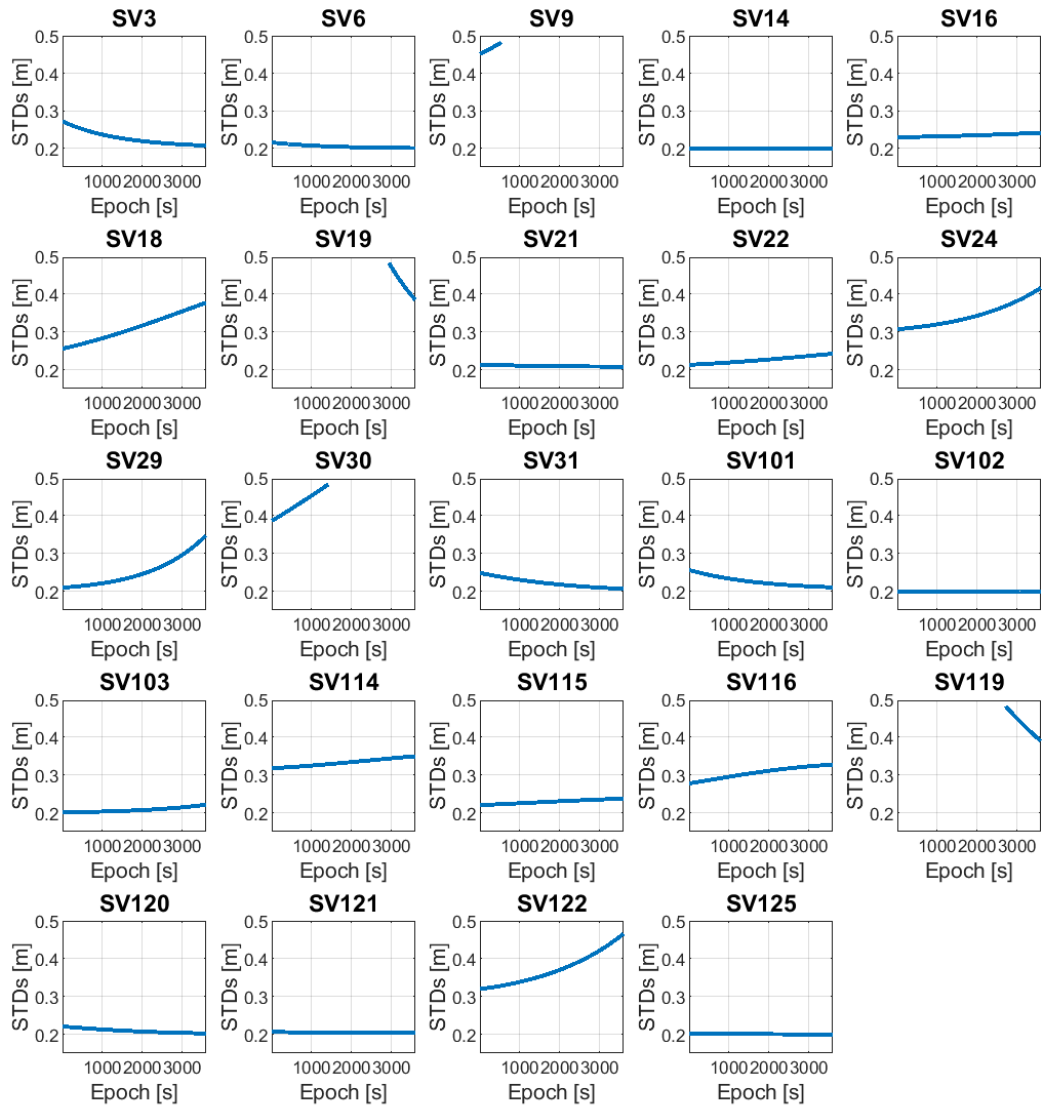 SV3 SV6 SV9 SV14 SV16
0.5 0.5 0.5 0.5 0.5
0.4 0.4 0.4 0.4 0.4
0.3 0.3 0.3 0.3 0.3
0.2 0.2 0.2 0.2 0.2
STDs [m] STDs [m] STDs [m] STDs [m] STDs [m]
1000 2000 3000 1000 2000 3000 1000 2000 3000 1000 2000 3000 1000 2000 3000
Epoch [s] Epoch [s] Epoch [s] Epoch [s] Epoch [s]
SV18 SV19 SV21 SV22 SV24
0.5 0.5 0.5 0.5 0.5
0.4 0.4 0.4 0.4 0.4
0.3 0.3 0.3 0.3 0.3
0.2 0.2 0.2 0.2 0.2
STDs [m] STDs [m] STDs [m] STDs [m] STDs [m]
1000 2000 3000 1000 2000 3000 1000 2000 3000 1000 2000 3000 1000 2000 3000
Epoch [s] Epoch [s] Epoch [s] Epoch [s] Epoch [s]
SV29 SV30 SV31 SV101 SV102
0.5 0.5 0.5 0.5 0.5
0.4 0.4 0.4 0.4 0.4
0.3 0.3 0.3 0.3 0.3
0.2 0.2 0.2 0.2 0.2
STDs [m] STDs [m] STDs [m] STDs [m] STDs [m]
1000 2000 3000 1000 2000 3000 1000 2000 3000 1000 2000 3000 1000 2000 3000
Epoch [s] Epoch [s] Epoch [s] Epoch [s] Epoch [s]
SV103 SV114 SV115 SV116 SV119
0.5 0.5 0.5 0.5 0.5
0.4 0.4 0.4 0.4 0.4
0.3 0.3 0.3 0.3 0.3
0.2 0.2 0.2 0.2 0.2
STDs [m] STDs [m] STDs [m] STDs [m] STDs [m]
1000 2000 3000 1000 2000 3000 1000 2000 3000 1000 2000 3000 1000 2000 3000
Epoch [s] Epoch [s] Epoch [s] Epoch [s] Epoch [s]
SV120 SV121 SV122 SV125
0.5 0.5 0.5 0.5
0.4 0.4 0.4 0.4
0.3 0.3 0.3 0.3
0.2 0.2 0.2 0.2
STDs [m] STDs [m] STDs [m] STDs [m]
1000 2000 3000 1000 2000 3000 1000 2000 3000 1000 2000 3000
Epoch [s] Epoch [s] Epoch [s] Epoch [s]